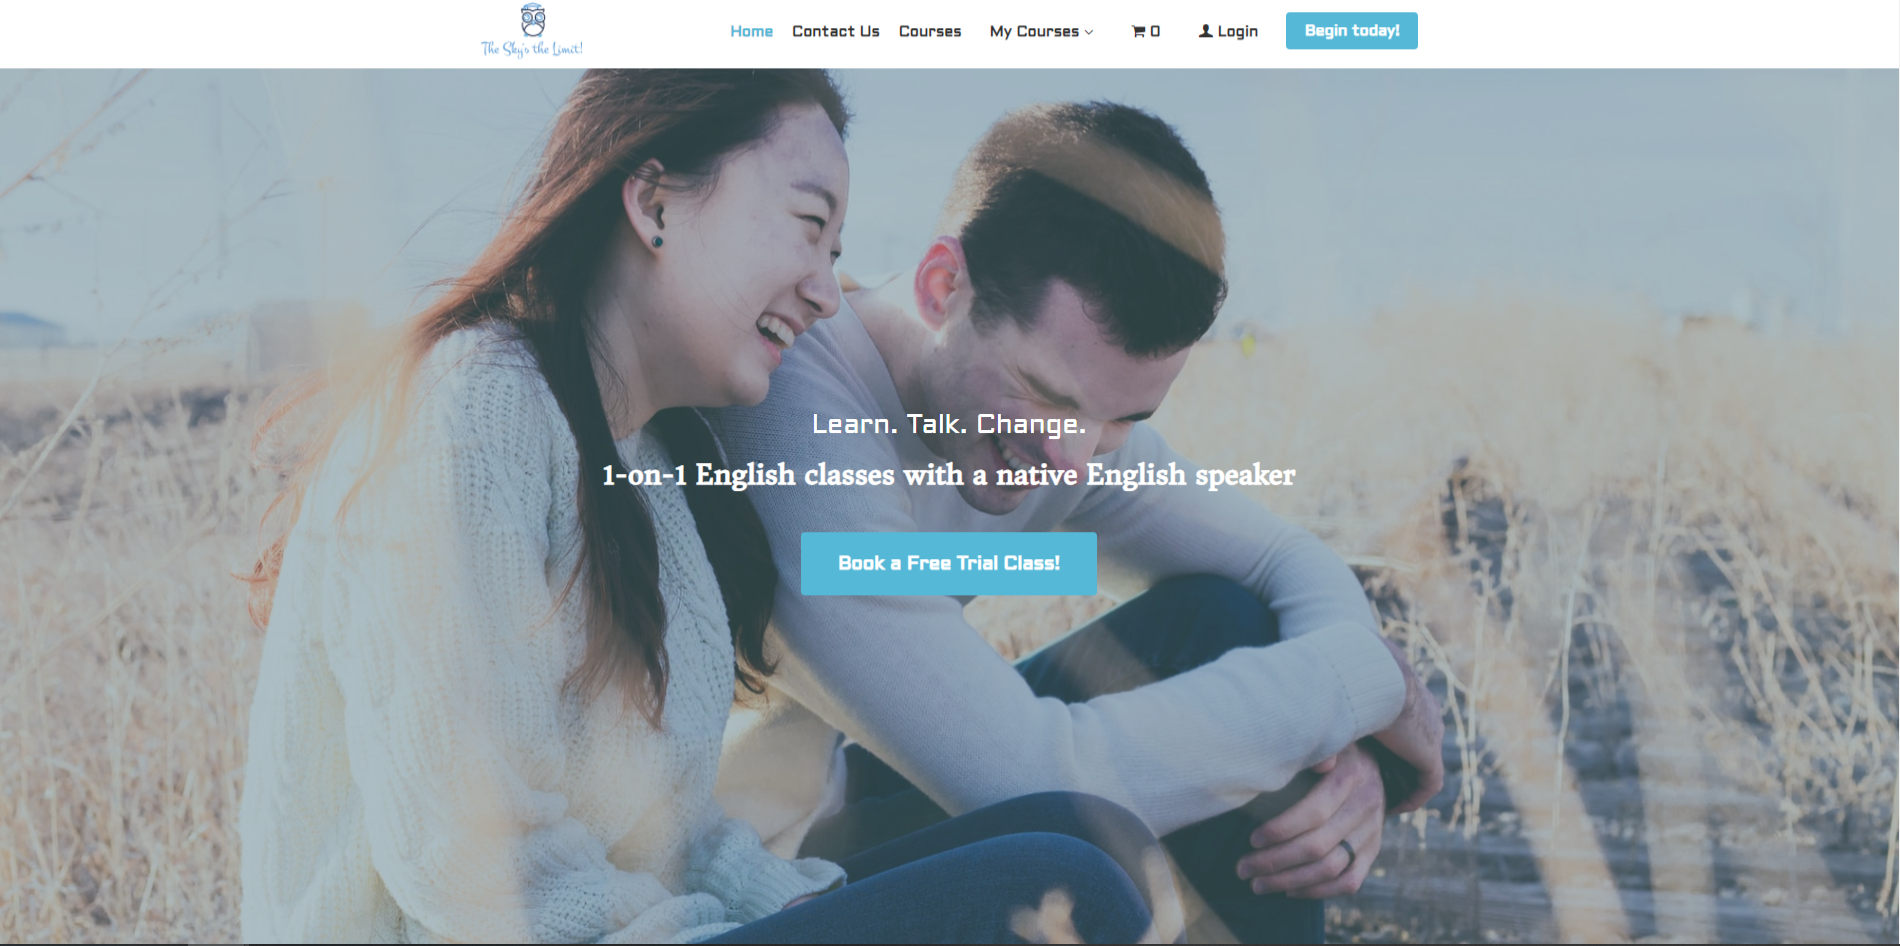 The Sky's the Limit!
Home
Contact Us
Courses
My Courses
0
Login
Begin today!
Learn. Talk. Change.
1-on-1 English classes with a native English speaker
Book a Free Trial Class!